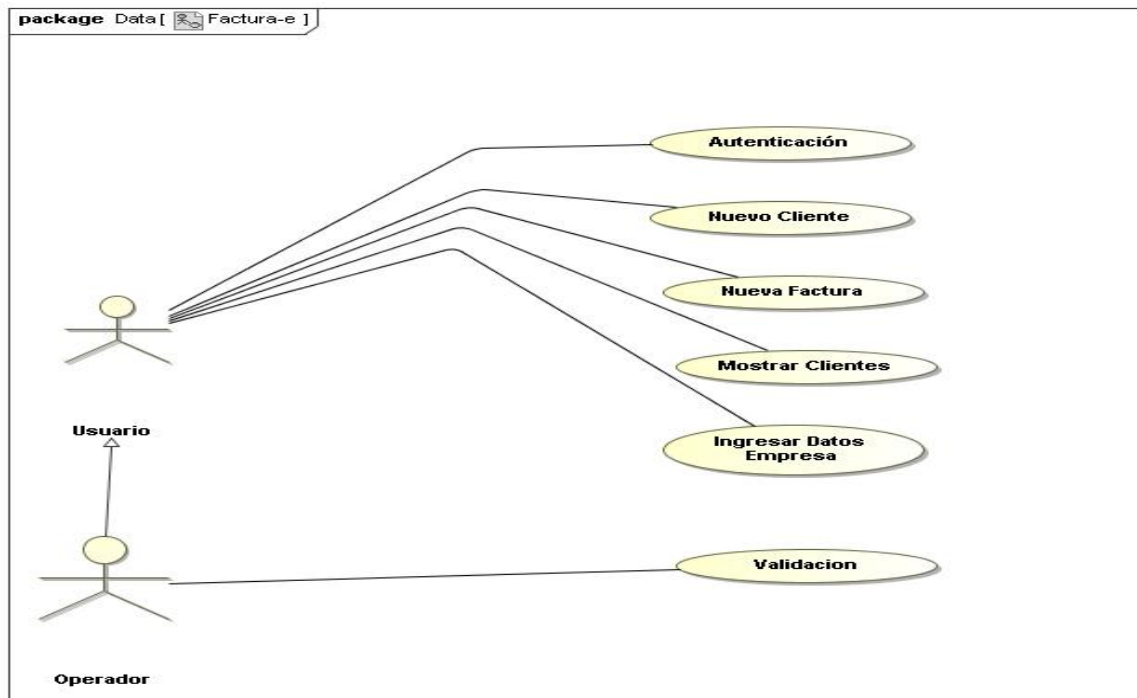 package Data [ Factura-e ]
Autenticación
Nuevo Cliente
Nueva Factura
Mostrar Clientes
Ingresar Datos
Empresa
Usuario
Validacion
Operador